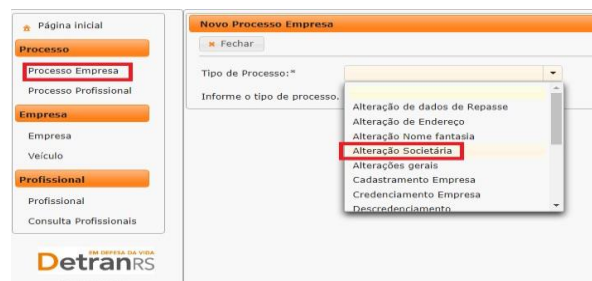 Página inicial
Processo
Processo Empresa
Processo Profissional
Empresa
Empresa
Veículo
Profissional
Profissional
Consulta Profissionais
EM DEFESA DA VIDA
DetranRS
Novo Processo Empresa
Fechar
Tipo de Processo:*
Informe o tipo de processo.
Alteração de dados de Repasse
Alteração de Endereço
Alteração Nome fantasia
Alteração Societária
Alterações gerais
Cadastramento Empresa
Credenciamento Empresa
Descredenciamento